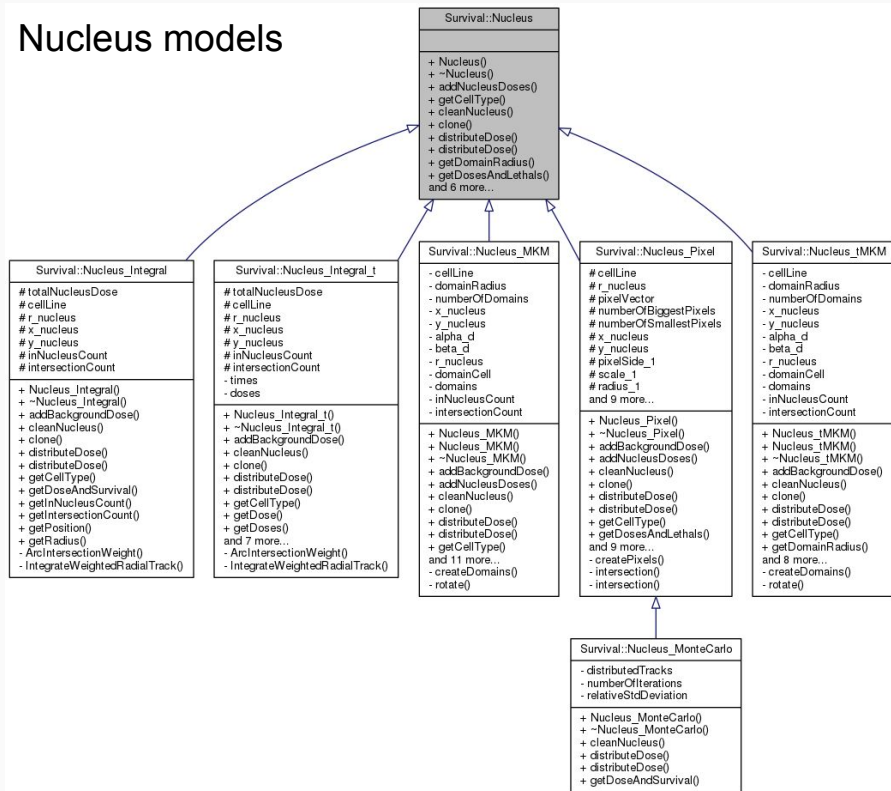 Nucleus models
Survival::Nucleus
+ Nucleus()
+ ~Nucleus()
+ addNucleusDoses()
+ getCellType()
+ cleanNucleus()
+ clone()
+ distributeDose()
+ distributeDose()
+ getDomainRadius()
+ getDosesAndLethals()
and 6 more...
Survival::Nucleus_Integral
# totalNucleusDose
# cellLine
# r_nucleus
# x_nucleus
# y_nucleus
# inNucleusCount
# intersectionCount
+ Nucleus_Integral()
+ ~Nucleus_Integral()
+ addBackgroundDose()
+ cleanNucleus()
+ clone()
+ distributeDose()
+ distributeDose()
+ getCellType()
+ getDoseAndSurvival()
+ getInNucleusCount()
+ getIntersectionCount()
+ getPosition()
+ getRadius()
- ArcIntersectionWeight()
- IntegrateWeightedRadialTrack()
Survival::Nucleus_Integral_t
# totalNucleusDose
# cellLine
# r_nucleus
# x_nucleus
# y_nucleus
# inNucleusCount
# intersectionCount
- times
- doses
+ Nucleus_Integral_t()
+ ~Nucleus_Integral_t()
+ addBackgroundDose()
+ cleanNucleus()
+ clone()
+ distributeDose()
+ distributeDose()
+ getCellType()
+ getDose()
+ getDoses()
and 7 more...
- ArcIntersectionWeight()
- IntegrateWeightedRadialTrack()
Survival::Nucleus_MKM
- cellLine
- domainRadius
- numberOfDomains
- x_nucleus
- y_nucleus
- alpha_d
- beta_d
- r_nucleus
- domainCell
- domains
- inNucleusCount
- intersectionCount
+ Nucleus_MKM()
+ Nucleus_MKM()
+ ~Nucleus_MKM()
+ addBackgroundDose()
+ addNucleusDoses()
+ cleanNucleus()
+ clone()
+ distributeDose()
+ distributeDose()
+ getCellType()
and 11 more...
- createDomains()
- rotate()
Survival::Nucleus_Pixel
# cellLine
# r_nucleus
# pixelVector
# numberOfBiggestPixels
# numberOfSmallestPixels
# x_nucleus
# y_nucleus
# pixelSide_1
# scale_1
# radius_1
and 9 more...
+ Nucleus_Pixel()
+ ~Nucleus_Pixel()
+ addBackgroundDose()
+ addNucleusDoses()
+ cleanNucleus()
+ clone()
+ distributeDose()
+ distributeDose()
+ getCellType()
+ getDosesAndLethals()
and 9 more...
- createPixels()
- intersection()
- intersection()
Survival::Nucleus_tMKM
- cellLine
- domainRadius
- numberOfDomains
- x_nucleus
- y_nucleus
- alpha_d
- beta_d
- r_nucleus
- domainCell
- domains
- inNucleusCount
- intersectionCount
+ Nucleus_tMKM()
+ Nucleus_tMKM()
+ ~Nucleus_tMKM()
+ addBackgroundDose()
+ cleanNucleus()
+ clone()
+ distributeDose()
+ distributeDose()
+ getCellType()
+ getDomainRadius()
and 8 more...
- createDomains()
- rotate()
Survival::Nucleus_MonteCarlo
- distributedTracks
- numberOfIterations
- relativeStdDeviation
+ Nucleus_MonteCarlo()
+ ~Nucleus_MonteCarlo()
+ cleanNucleus()
+ distributeDose()
+ distributeDose()
+ getDoseAndSurvival()